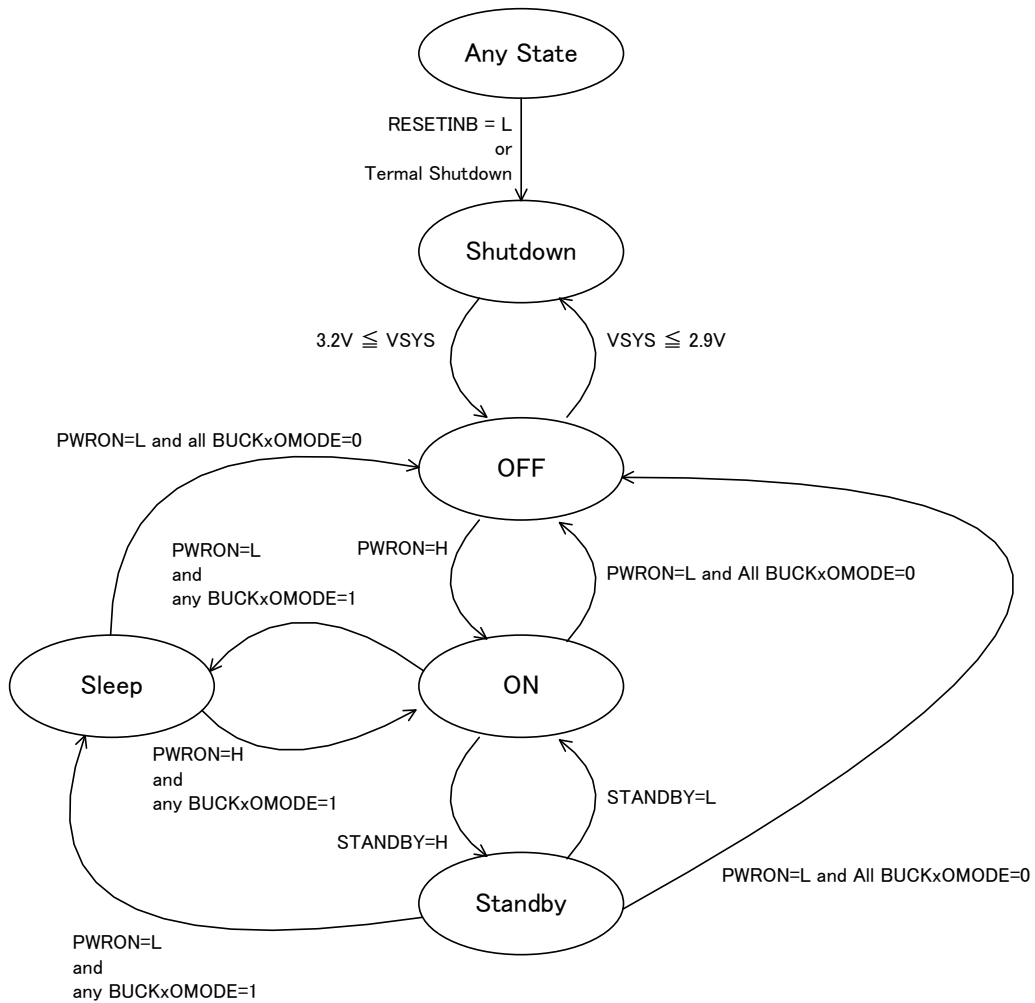 Any State
RESETINB = L
or
Termal Shutdown
Shutdown
3.2V ≦ VSYS
VSYS ≦ 2.9V
PWRON=L and all BUCKxOMODE=0
OFF
PWRON=L
and
any BUCKxOMODE=1
PWRON=H
PWRON=L and All BUCKxOMODE=0
Sleep
ON
PWRON=H
and
any BUCKxOMODE=1
STANDBY=H
STANDBY=L
Standby
PWRON=L and All BUCKxOMODE=0
PWRON=L
and
any BUCKxOMODE=1